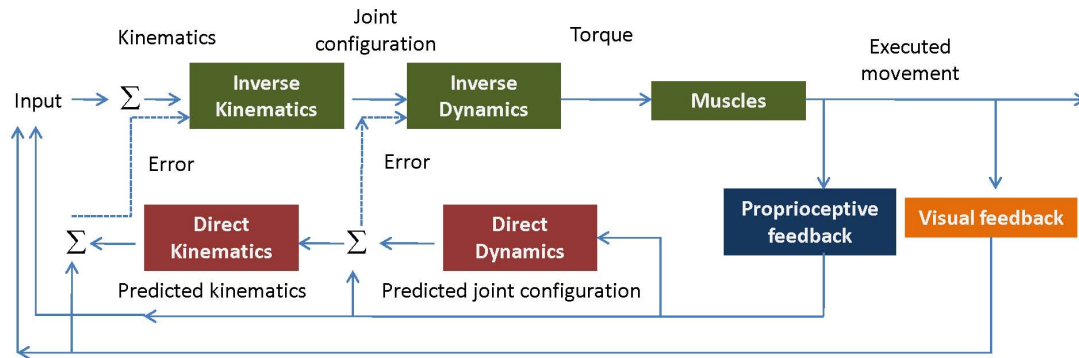 Kinematics
Joint
configuration
Torque
Executed
movement
Input
Σ
Inverse
Kinematics
Inverse
Dynamics
Muscles
Error
Error
Σ
Direct
Kinematics
Σ
Direct
Dynamics
Proprioceptive
feedback
Visual feedback
Predicted kinematics
Predicted joint configuration